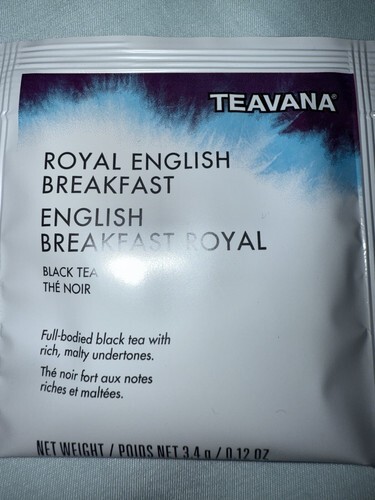 TEAVANA®
ROYAL ENGLISH
BREAKFAST
ENGLISH
BREAKFAST ROYAL
BLACK TEA
THÉ NOIR
Full-bodied black tea with
rich, malty undertones.
Thé noir fort aux notes
riches et maltées.
NET WEIGHT / POIDS NET 3.4 g / 0.12 OZ